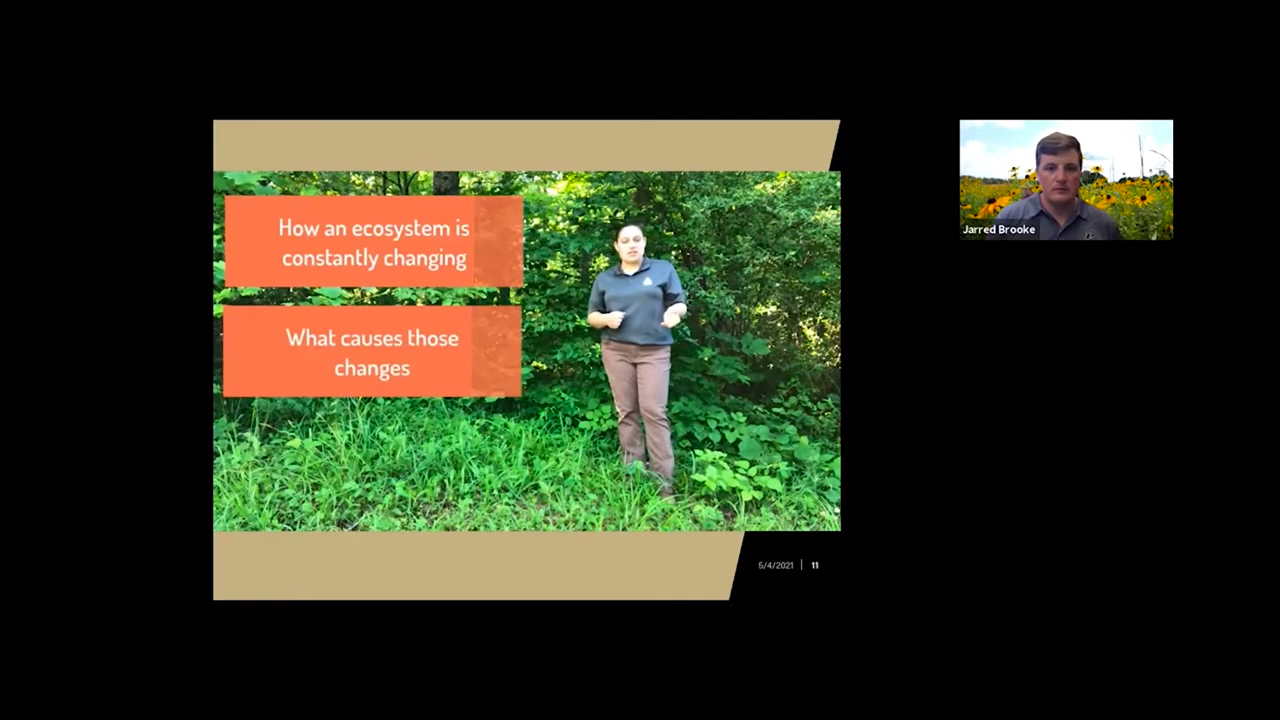 How an ecosystem is
constantly changing
What causes those
changes
Jarred Brooke
5/4/2021 | 11